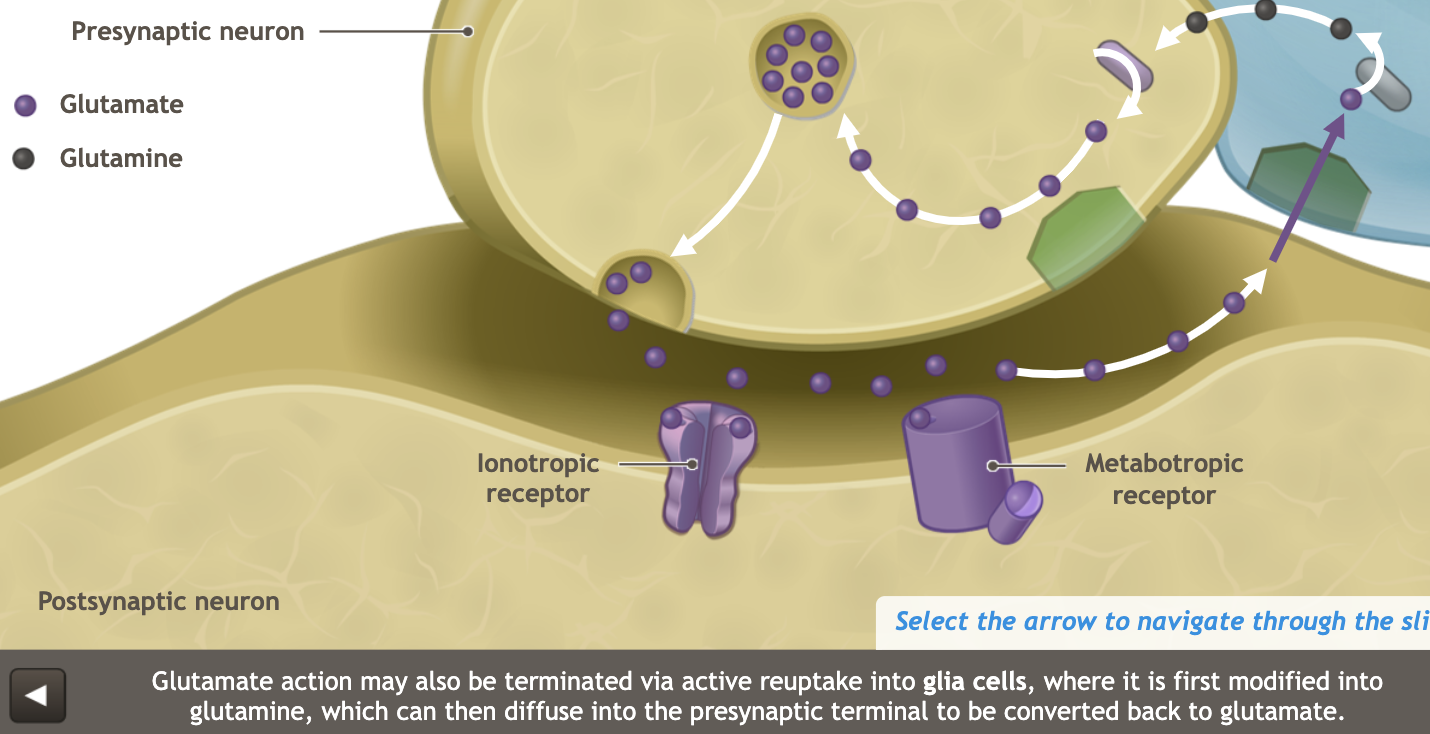 Presynaptic neuron
Glutamate
Glutamine
Ionotropic
receptor
Metabotropic
receptor
Postsynaptic neuron
Select the arrow to navigate through the sli
Glutamate action may also be terminated via active reuptake into glia cells, where it is first modified into
glutamine, which can then diffuse into the presynaptic terminal to be converted back to glutamate.